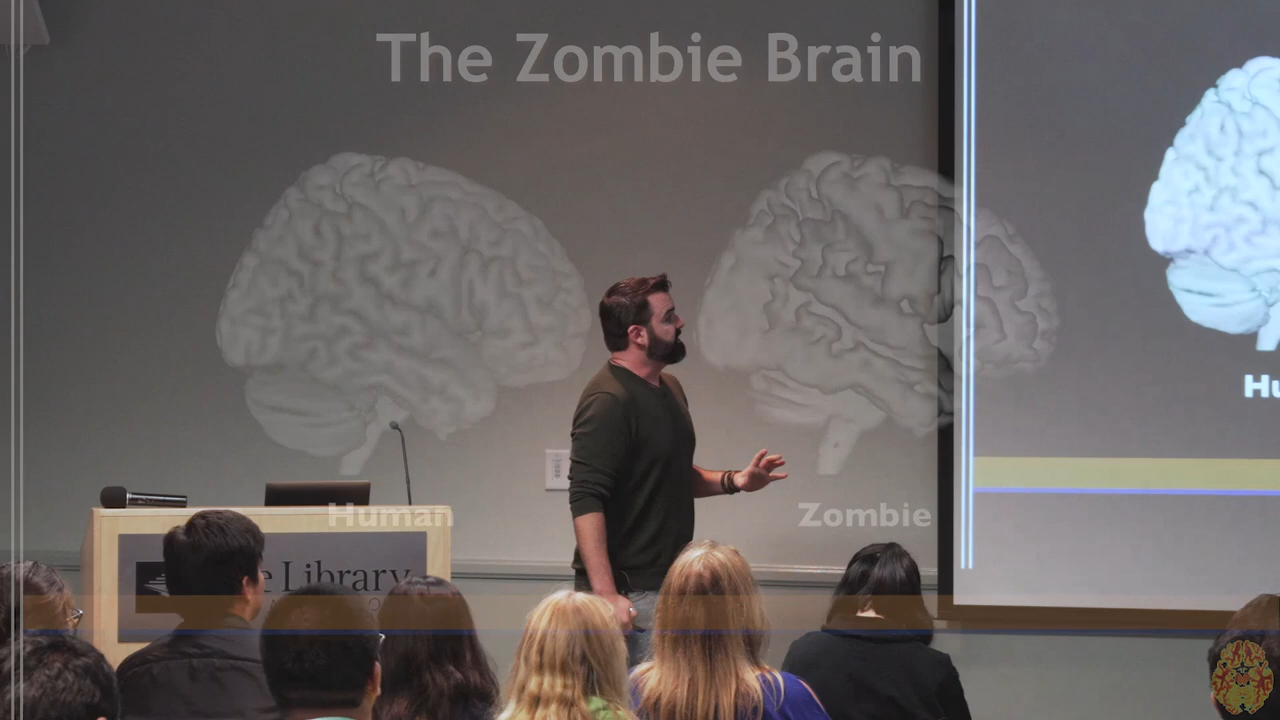 The Zombie Brain
Human
Zombie
Hu
e Library